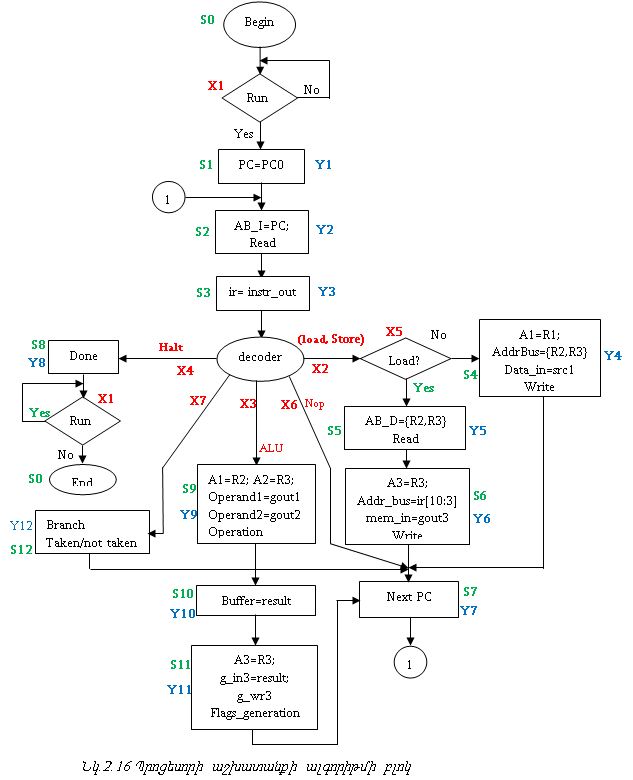 S0
Begin
X1
Run
No
Yes
S1
PC=PC0
Y1
1
S2
AB_I=PC;
Read
Y2
S3
ir= instr_out
Y3
decoder
Halt
X4
S8
Y8
Done
Yes
X1
Run
No
S0
End
(load, Store)
X2
X5
Load?
No
Yes
S4
A1=R1;
AddrBus={R2,R3}
Data_in=src1
Write
Y4
S5
AB_D={R2,R3}
Read
Y5
A3=R3;
Addr_bus=ir[10:3]
mem_in=gout3
Write
S6
Y6
X7
X3
X6
Nop
ALU
Y12
S12
Branch
Taken/not taken
S9
Y9
A1=R2; A2=R3;
Operand1=gout1
Operand2=gout2
Operation
S10
Y10
Buffer=result
S11
Y11
A3=R3;
g_in3=result;
g_wr3
Flags_generation
Next PC
S7
Y7
1
Նկ.2.16 Պրոցեսորի աշխատանքի ալգորիթմի բլոկ